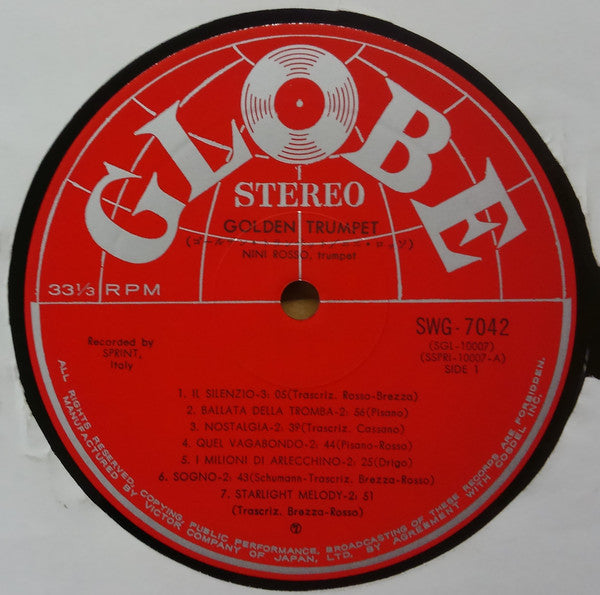 GLOBE
STEREO
GOLDEN TRUMPET
NINI ROSSO, trumpet
33 1/3 RPM
SWG-7042
(SGL-10007)
(SSPRI-10007-A)
SIDE 1
Recorded by
SPRINT,
Italy
1. IL SILENZIO-3: 05(Trascriz. Rosso-Brezza)
2. BALLATA DELLA TROMBA-2: 56(Pisano)
3. NOSTALGIA-2: 39(Trascriz. Cassano)
4. QUEL VAGABONDO-2: 44(Pisano-Rosso)
5. I MILIONI DI ARLECCHINO-2: 25(Drigo)
6. SOGNO-2: 43(Schumann-Trascriz. Brezza-Rosso)
7. STARLIGHT MELODY-2: 51
(Trascriz. Brezza-Rosso)
ALL RIGHTS RESERVED. COPYING PUBLIC PERFORMANCE, BROADCASTING OF THESE RECORDS ARE FORBIDDEN.
MANUFACTURED BY VICTOR COMPANY OF JAPAN, LTD. BY AGREEMENT WITH COSDEL, INC.